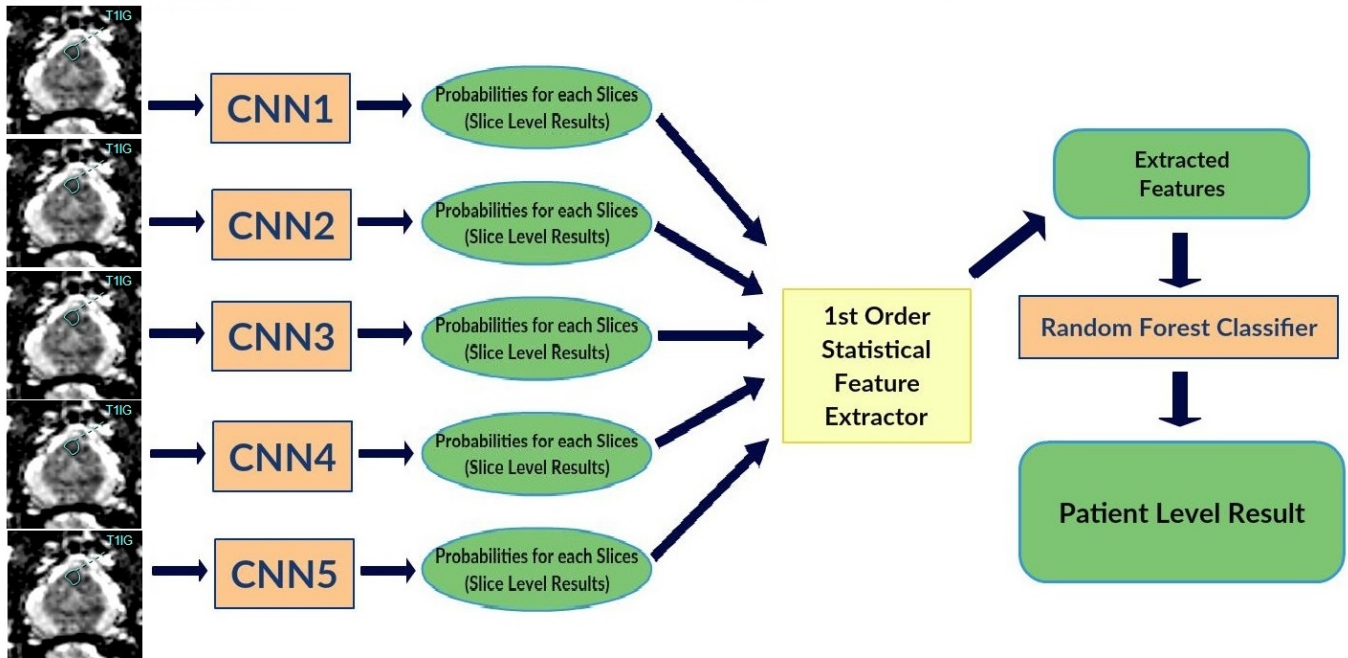 T1IG
CNN1
Probabilities for each Slices
(Slice Level Results)
T1IG
CNN2
Probabilities for each Slices
(Slice Level Results)
T1IG
CNN3
Probabilities for each Slices
(Slice Level Results)
T1IG
CNN4
Probabilities for each Slices
(Slice Level Results)
T1IG
CNN5
Probabilities for each Slices
(Slice Level Results)
1st Order
Statistical
Feature
Extractor
Extracted
Features
Random Forest Classifier
Patient Level Result